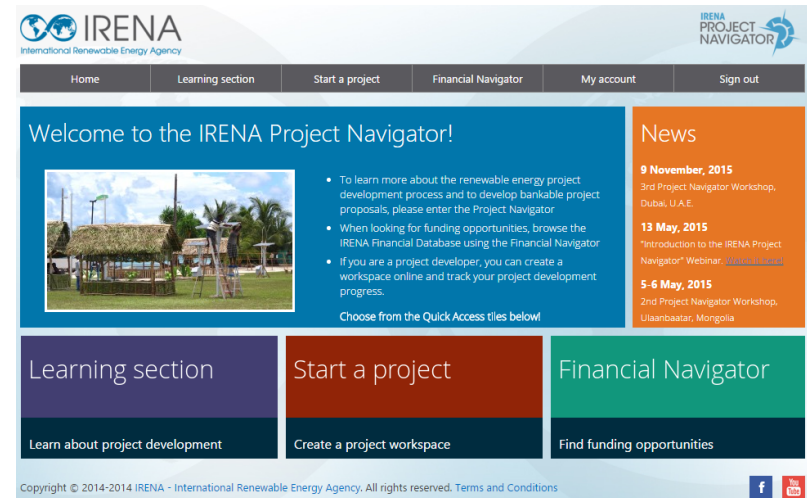 IRENA
International Renewable Energy Agency
IRENA
PROJECT
NAVIGATOR
Home
Learning section
Start a project
Financial Navigator
My account
Sign out
Welcome to the IRENA Project Navigator!
• To learn more about the renewable energy project
development process and to develop bankable project
proposals, please enter the Project Navigator
• When looking for funding opportunities, browse the
IRENA Financial Database using the Financial Navigator
• If you are a project developer, you can create a
workspace online and track your project development
progress.
Choose from the Quick Access tiles below!
News
9 November, 2015
3rd Project Navigator Workshop,
Dubai, U.A.E.
13 May, 2015
"Introduction to the IRENA Project
Navigator" Webinar. Watch it here!
5-6 May, 2015
2nd Project Navigator Workshop,
Ulaanbaatar, Mongolia
Learning section
Learn about project development
Start a project
Create a project workspace
Financial Navigator
Find funding opportunities
Copyright © 2014-2014 IRENA - International Renewable Energy Agency. All rights reserved. Terms and Conditions
f
You
Tube